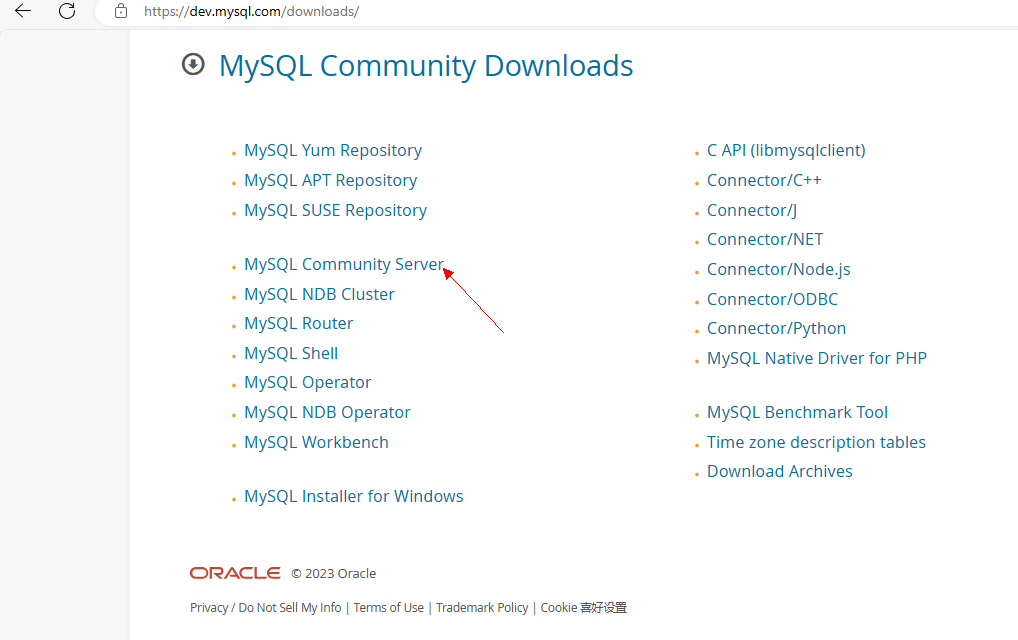 https://dev.mysql.com/downloads/
MySQL Community Downloads
MySQL Yum Repository
MySQL APT Repository
MySQL SUSE Repository
MySQL Community Server
MySQL NDB Cluster
MySQL Router
MySQL Shell
MySQL Operator
MySQL NDB Operator
MySQL Workbench
MySQL Installer for Windows
C API (libmysqlclient)
Connector/C++
Connector/J
Connector/NET
Connector/Node.js
Connector/ODBC
Connector/Python
MySQL Native Driver for PHP
MySQL Benchmark Tool
Time zone description tables
Download Archives
ORACLE © 2023 Oracle
Privacy / Do Not Sell My Info | Terms of Use | Trademark Policy | Cookie 喜好设置